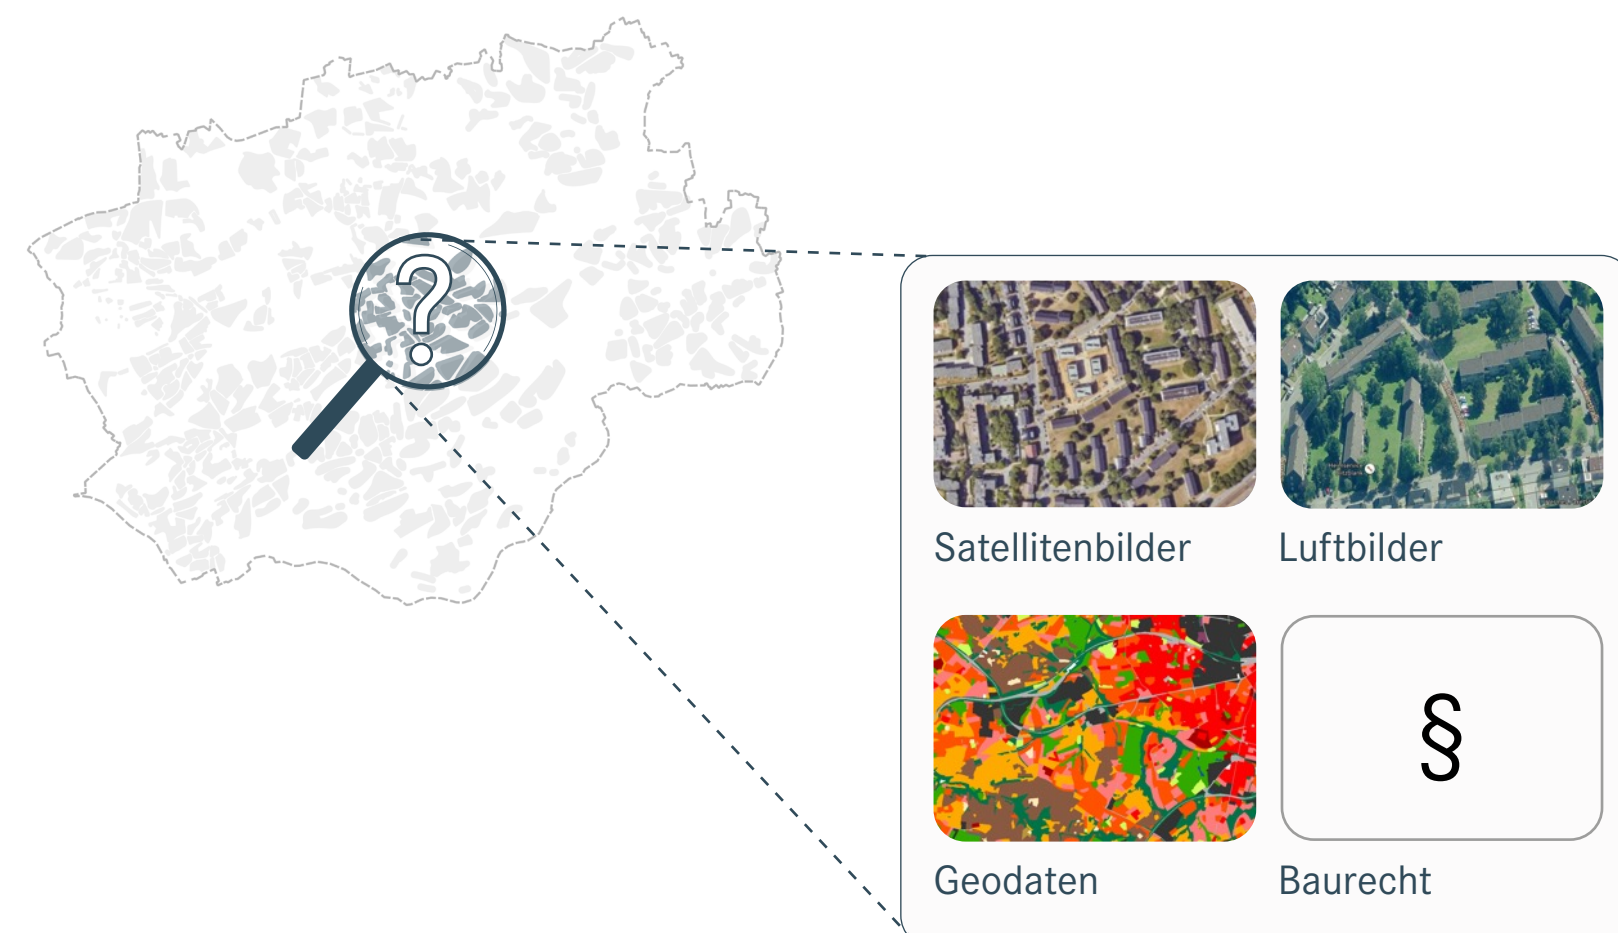 ?
Satellitenbilder
Luftbilder
§
Geodaten
Baurecht